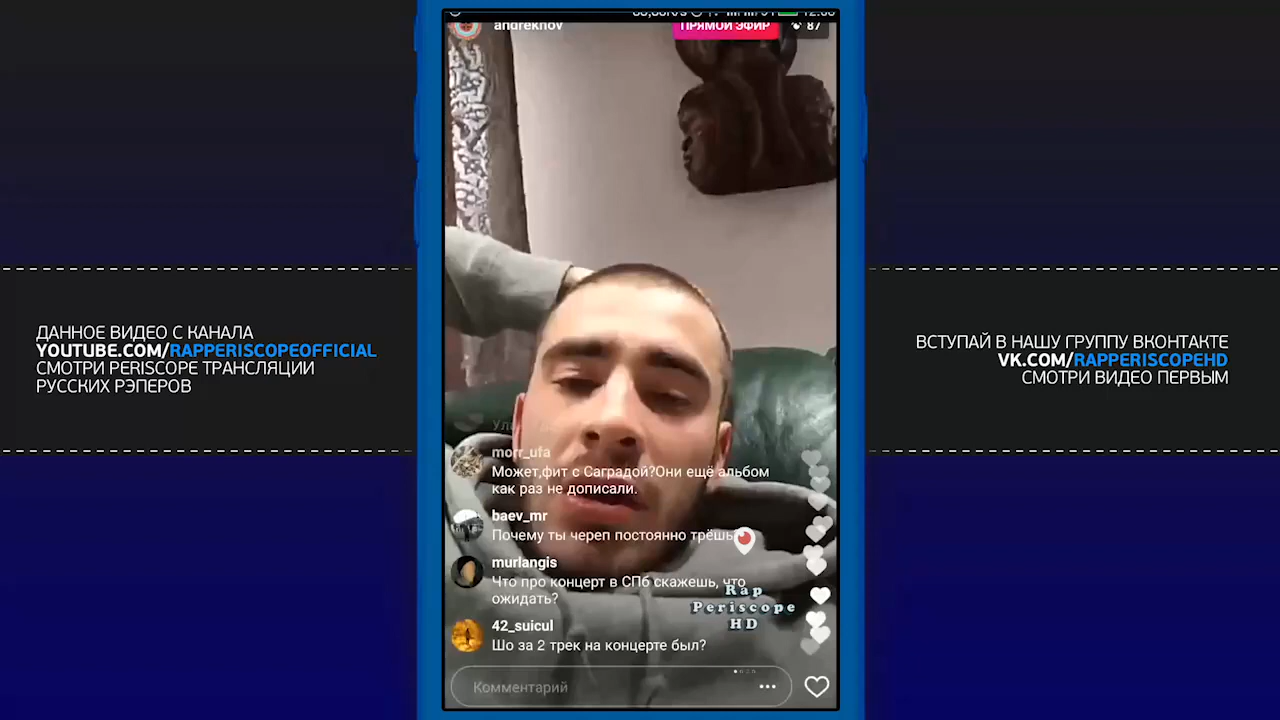 andreknov
ПРЯМОЙ ЭФИР
87
ДАННОЕ ВИДЕО С КАНАЛА
YOUTUBE.COM/RAPPERISCOPEOFFICIAL
СМОТРИ PERISCOPE ТРАНСЛЯЦИИ
РУССКИХ РЭПЕРОВ
ВСТУПАЙ В НАШУ ГРУППУ ВКОНТАКТЕ
VK.COM/RAPPERISCOPEHD
СМОТРИ ВИДЕО ПЕРВЫМ
morr_ufa
Может,фит с Саградой?Они ещё альбом
как раз не дописали.
baev_mr
Почему ты череп постоянно трёшь
murlangis
Что про концерт в СПб скажешь, что
ожидать?
42_suicul
Шо за 2 трек на концерте был?
Rap
Periscope
HD
Комментарий